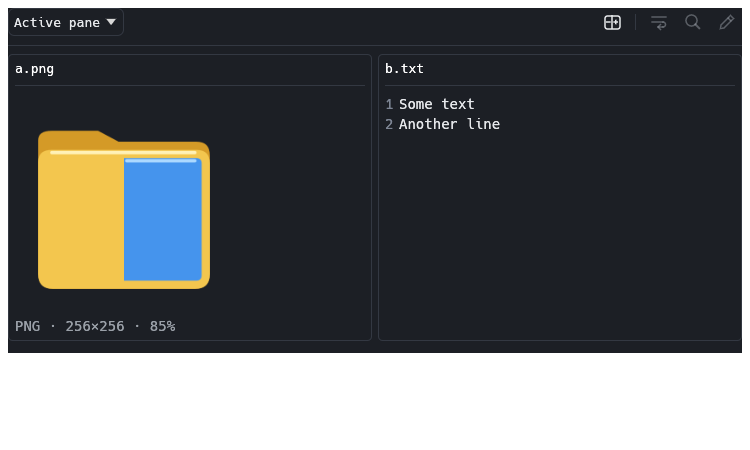 Active pane
a.png
PNG · 256×256 · 85%
b.txt
1 Some text
2 Another line